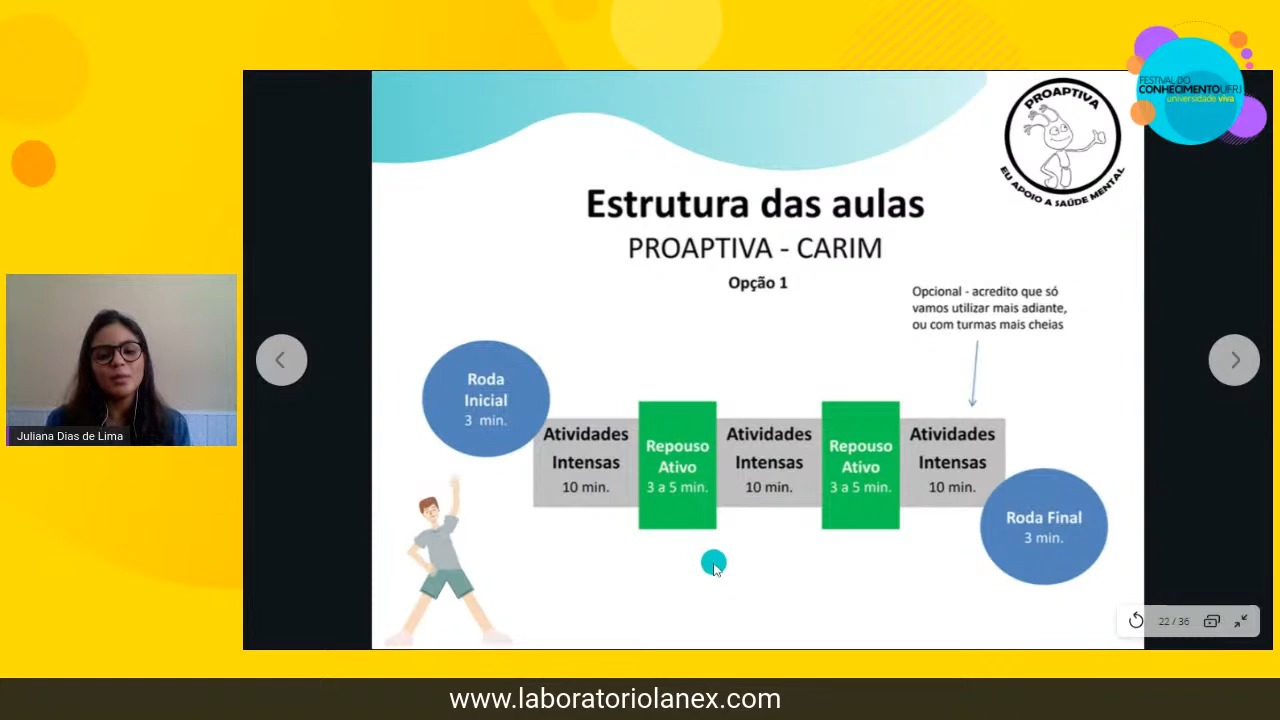 FESTIVAL DO
CONHECIMENTO UFRJ
universidade viva
PROAPTIVA
EU APOIO A SAÚDE MENTAL
Estrutura das aulas
PROAPTIVA - CARIM
Opção 1
Opcional - acredito que só
vamos utilizar mais adiante,
ou com turmas mais cheias
Roda
Inicial
3 min.
Atividades
Intensas
10 min.
Repouso
Ativo
3 a 5 min.
Atividades
Intensas
10 min.
Repouso
Ativo
3 a 5 min.
Atividades
Intensas
10 min.
Roda Final
3 min.
Juliana Dias de Lima
22 / 36
www.laboratoriolanex.com